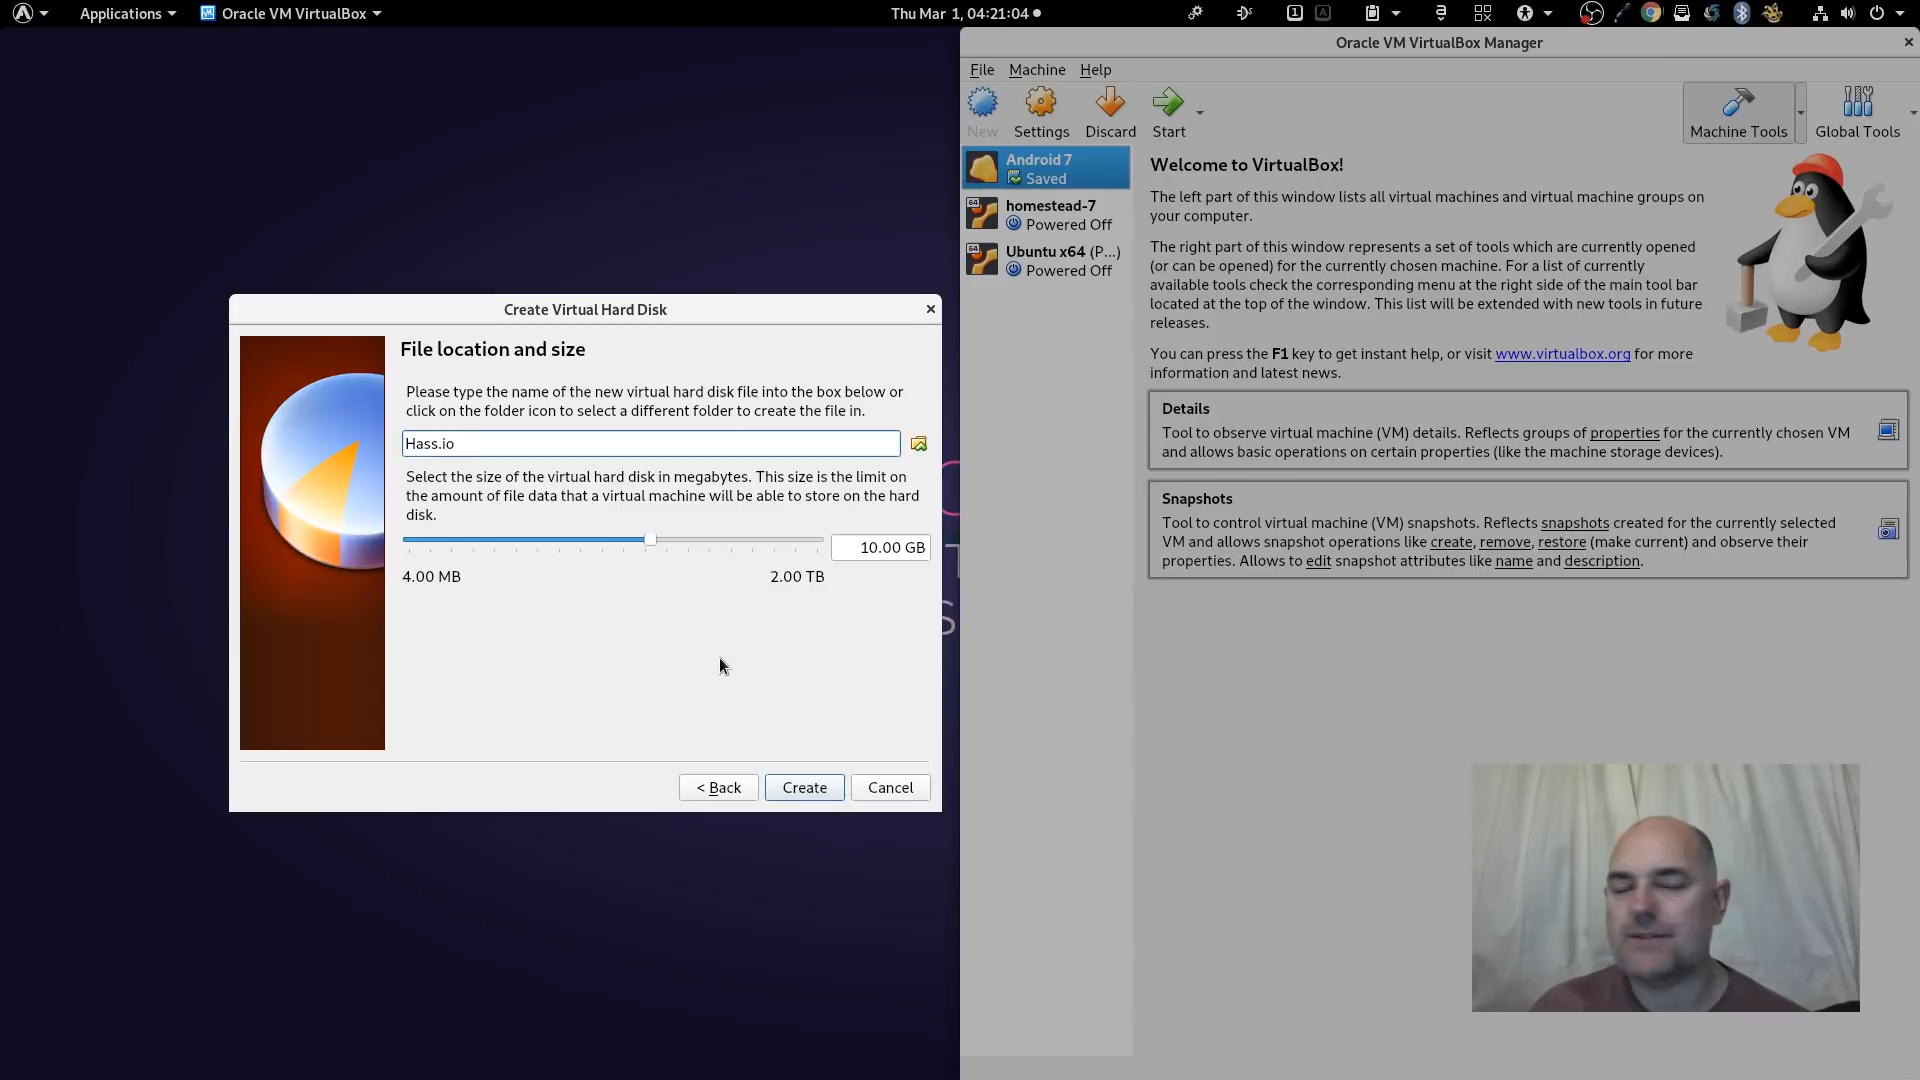 Applications
Oracle VM VirtualBox
Thu Mar 1, 04:21:04
1
A
Oracle VM VirtualBox Manager
File
Machine
Help
New
Settings
Discard
Start
Machine Tools
Global Tools
Android 7
Saved
64
homestead-7
Powered Off
64
Ubuntu x64 (P...)
Powered Off
Welcome to VirtualBox!
The left part of this window lists all virtual machines and virtual machine groups on
your computer.
The right part of this window represents a set of tools which are currently opened
(or can be opened) for the currently chosen machine. For a list of currently
available tools check the corresponding menu at the right side of the main tool bar
located at the top of the window. This list will be extended with new tools in future
releases.
You can press the F1 key to get instant help, or visit www.virtualbox.org for more
information and latest news.
Details
Tool to observe virtual machine (VM) details. Reflects groups of properties for the currently chosen VM
and allows basic operations on certain properties (like the machine storage devices).
Snapshots
Tool to control virtual machine (VM) snapshots. Reflects snapshots created for the currently selected
VM and allows snapshot operations like create, remove, restore (make current) and observe their
properties. Allows to edit snapshot attributes like name and description.
Create Virtual Hard Disk
File location and size
Please type the name of the new virtual hard disk file into the box below or
click on the folder icon to select a different folder to create the file in.
Hass.io
Select the size of the virtual hard disk in megabytes. This size is the limit on
the amount of file data that a virtual machine will be able to store on the hard
disk.
10.00 GB
4.00 MB
2.00 TB
< Back
Create
Cancel